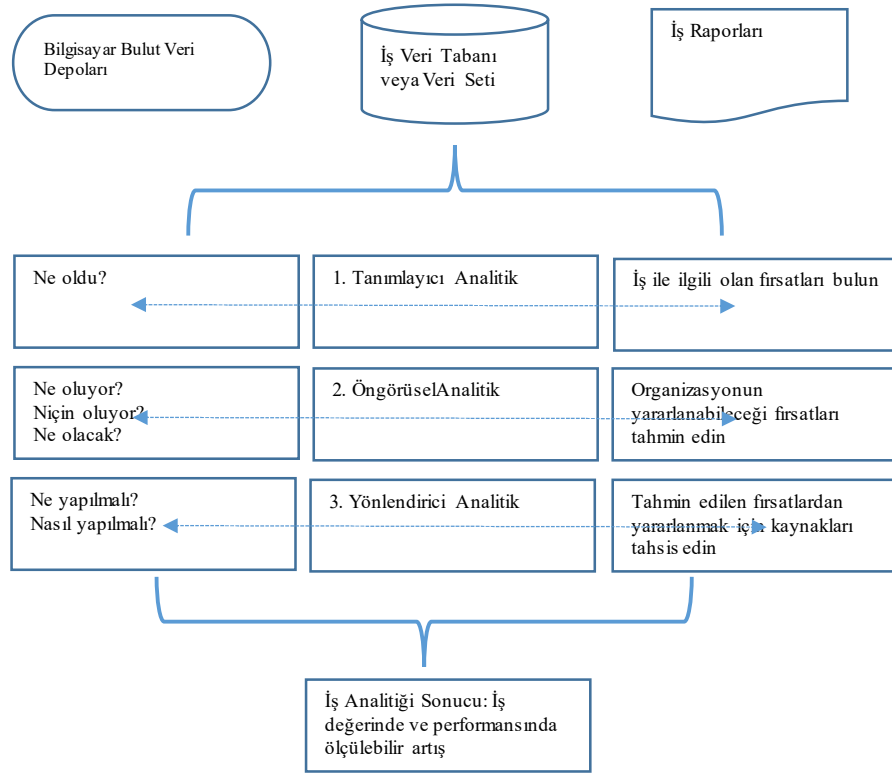 Bilgisayar Bulut Veri
Depoları
İş Veri Tabanı
veya Veri Seti
İş Raporları
Ne oldu?
1. Tanımlayıcı Analitik
İş ile ilgili olan fırsatları bulun
Ne oluyor?
Niçin oluyor?
Ne olacak?
2. ÖngörüselAnalitik
Organizasyonun
yararlanabileceği fırsatları
tahmin edin
Ne yapılmalı?
Nasıl yapılmalı?
3. Yönlendirici Analitik
Tahmin edilen fırsatlardan
yararlanmak için kaynakları
tahsis edin
İş Analitiği Sonucu: İş
değerinde ve performansında
ölçülebilir artış